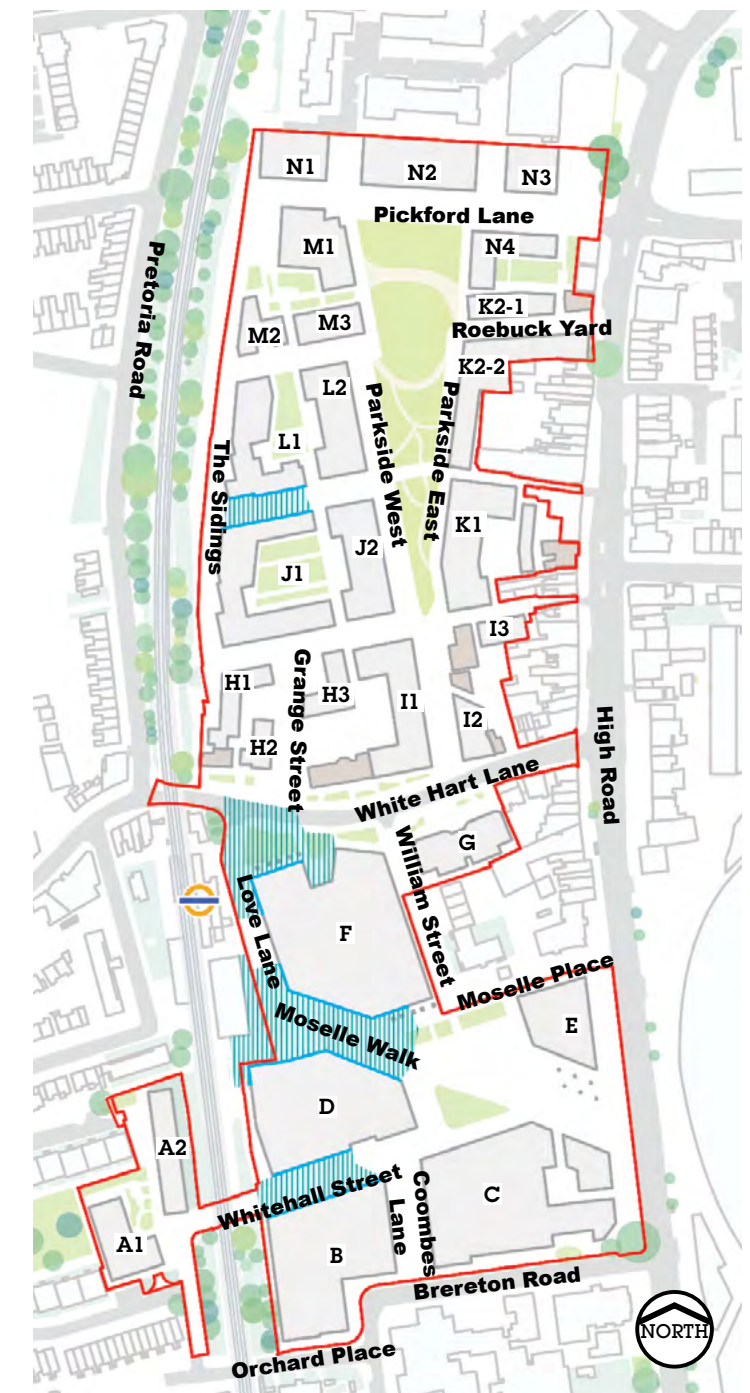 N1
N2
N3
Pickford Lane
M1
N4
Pretoria Road
K2-1
M3
M2
Roebuck Yard
K2-2
L2
Parkside West
Parkside East
L1
The Sidings
K1
J2
J1
I3
Grange Street
H1
H3
I1
I2
H2
High Road
White Hart Lane
G
William Street
Love Lane
F
Moselle Place
Moselle Walk
E
D
A2
Whitehall Street
Coombes
Lane
C
A1
B
Brereton Road
NORTH
Orchard Place